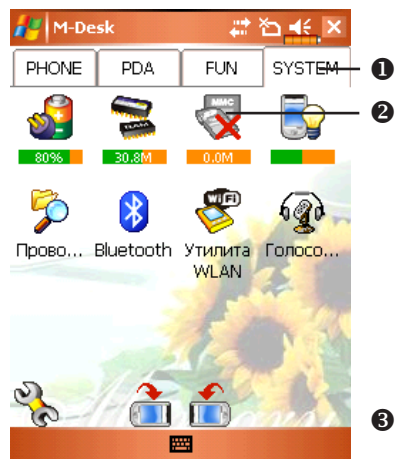 M-Desk
PHONE PDA FUN SYSTEM ❶
MMC ❷
80% 30.8M 0.0M
WiFi
Прово... Bluetooth Утилита Голосо...
WLAN
❸